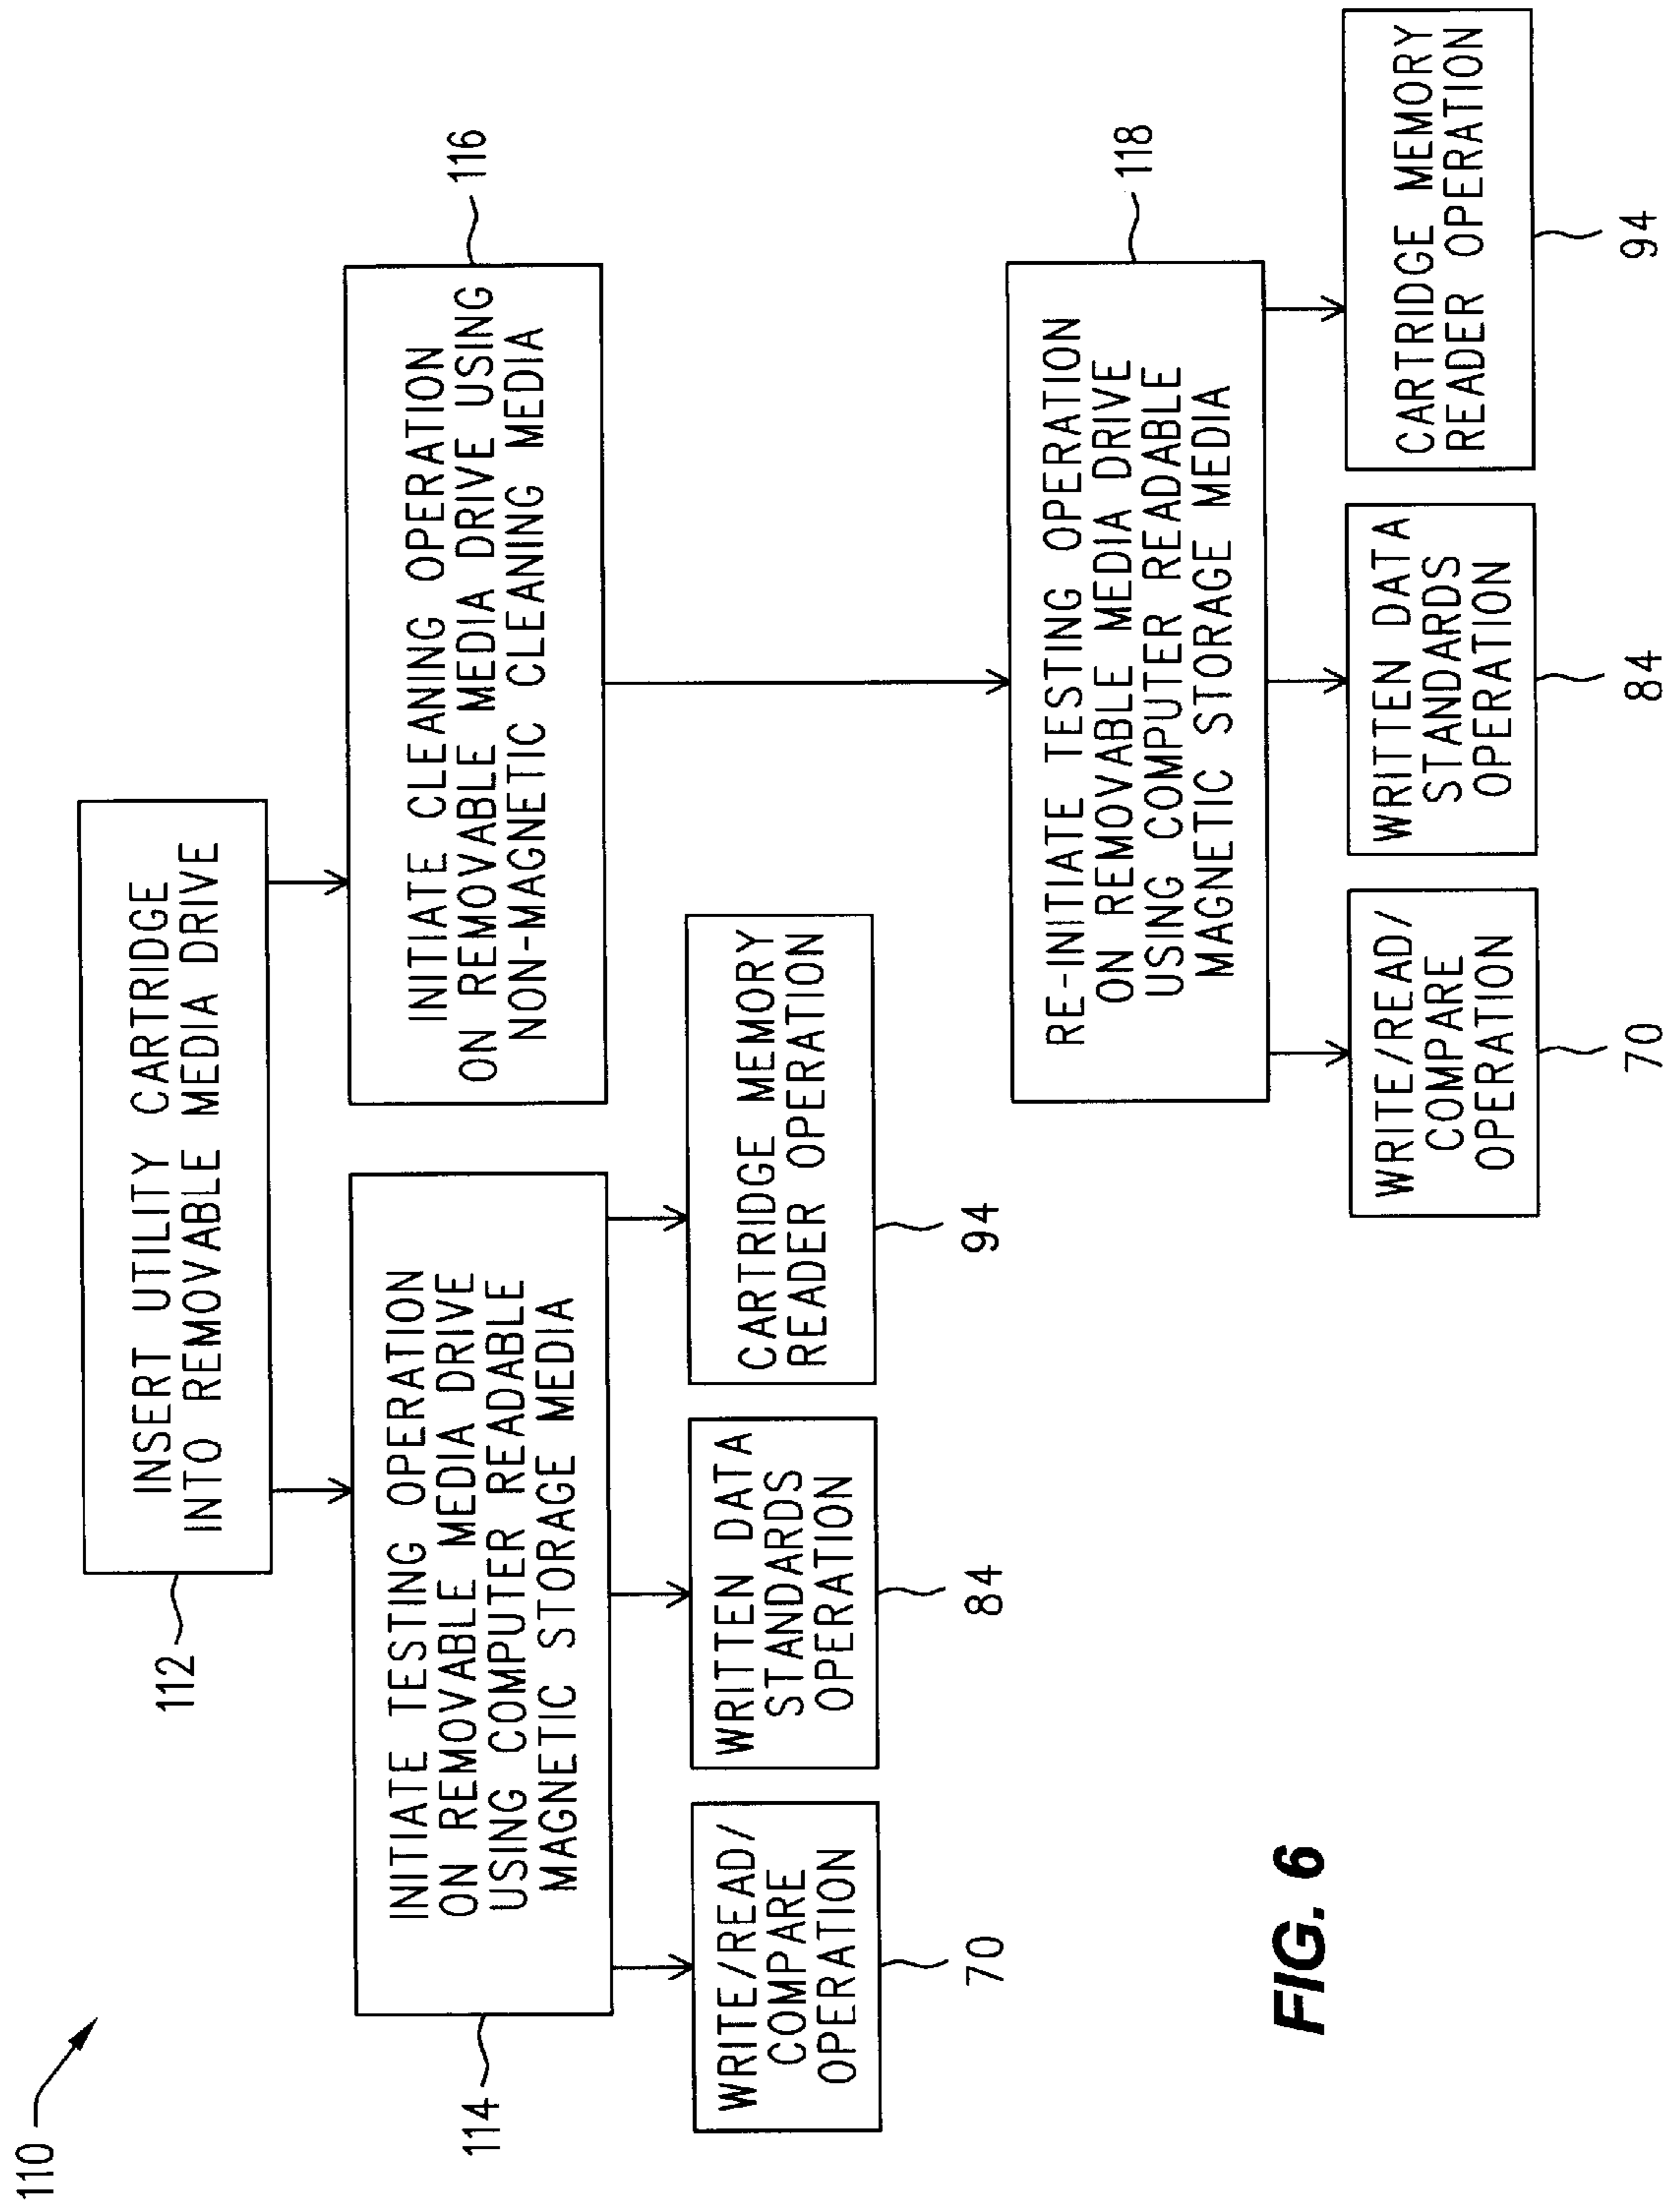 110
112
INSERT UTILITY CARTRIDGE
INTO REMOVABLE MEDIA DRIVE
114
INITIATE TESTING OPERATION
ON REMOVABLE MEDIA DRIVE
USING COMPUTER READABLE
MAGNETIC STORAGE MEDIA
116
INITIATE CLEANING OPERATION
ON REMOVABLE MEDIA DRIVE USING
NON-MAGNETIC CLEANING MEDIA
WRITE/READ/
COMPARE
OPERATION
70
WRITTEN DATA
STANDARDS
OPERATION
84
CARTRIDGE MEMORY
READER OPERATION
94
118
RE-INITIATE TESTING OPERATION
ON REMOVABLE MEDIA DRIVE
USING COMPUTER READABLE
MAGNETIC STORAGE MEDIA
WRITE/READ/
COMPARE
OPERATION
70
WRITTEN DATA
STANDARDS
OPERATION
84
CARTRIDGE MEMORY
READER OPERATION
94
FIG. 6